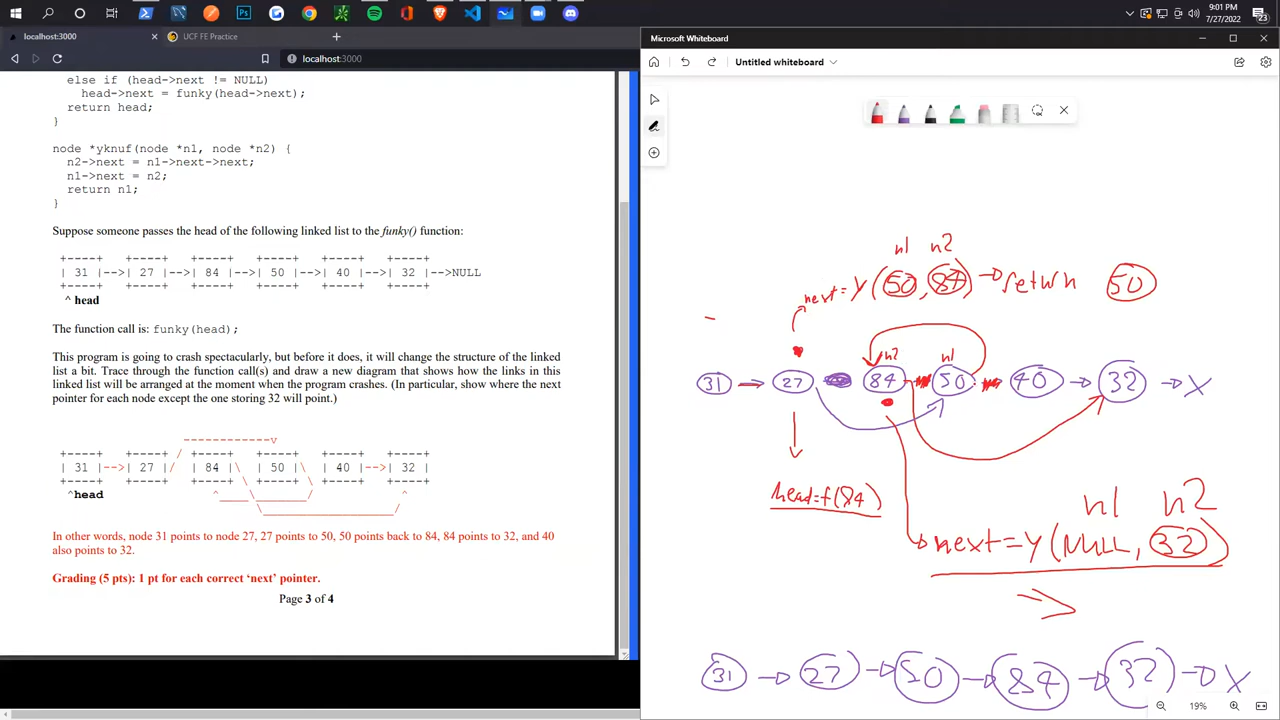 9:01 PM
7/27/2022
23
localhost:3000
UCF FE Practice
localhost:3000
else if (head->next != NULL)
head->next = funky(head->next);
return head;
}
node *yknuf(node *n1, node *n2) {
n2->next = n1->next->next;
n1->next = n2;
return n1;
}
Suppose someone passes the head of the following linked list to the funky() function:
+----+ +----+ +----+ +----+ +----+ +----+
| 31 |-->| 27 |-->| 84 |-->| 50 |-->| 40 |-->| 32 |-->NULL
+----+ +----+ +----+ +----+ +----+ +----+
^ head
The function call is: funky(head);
This program is going to crash spectacularly, but before it does, it will change the structure of the linked
list a bit. Trace through the function call(s) and draw a new diagram that shows how the links in this
linked list will be arranged at the moment when the program crashes. (In particular, show where the next
pointer for each node except the one storing 32 will point.)
------------v
+----+ +----+ / +----+ +----+ +----+ +----+
| 31 |-->| 27 |/ | 84 |\ | 50 |\ | 40 |-->| 32 |
+----+ +----+ +----+ \ +----+ \ +----+ +----+
^head ^____\_______/ ^
\__________________/
In other words, node 31 points to node 27, 27 points to 50, 50 points back to 84, 84 points to 32, and 40
also points to 32.
Grading (5 pts): 1 pt for each correct ‘next’ pointer.
Page 3 of 4
Microsoft Whiteboard
Untitled whiteboard
n1 n2
next=Y(50,84)→return 50
n2 n1
31 → 27 84 50 40 → 32 → X
head=f(84)
n1 n2
next=Y(NULL, 32)
31 → 27 → 50 → 84 → 32 → X
19%